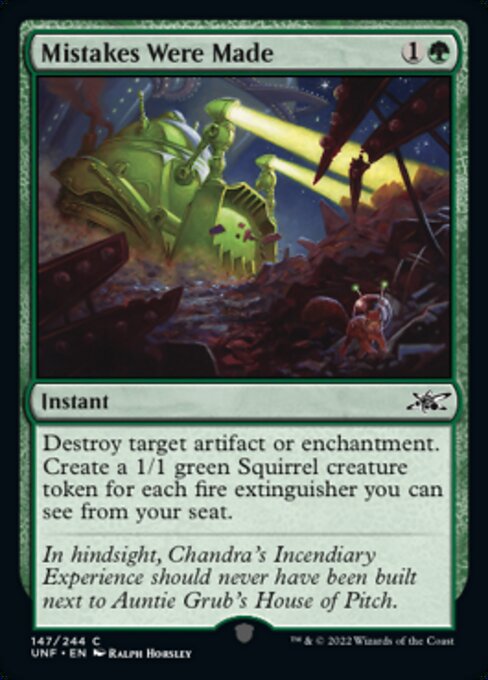 Mistakes Were Made 1
Instant
Destroy target artifact or enchantment.
Create a 1/1 green Squirrel creature
token for each fire extinguisher you can
see from your seat.
In hindsight, Chandra's Incendiary
Experience should never have been built
next to Auntie Grub's House of Pitch.
147/244 C
UNF • EN RALPH HORSLEY
™ & © 2022 Wizards of the Coast